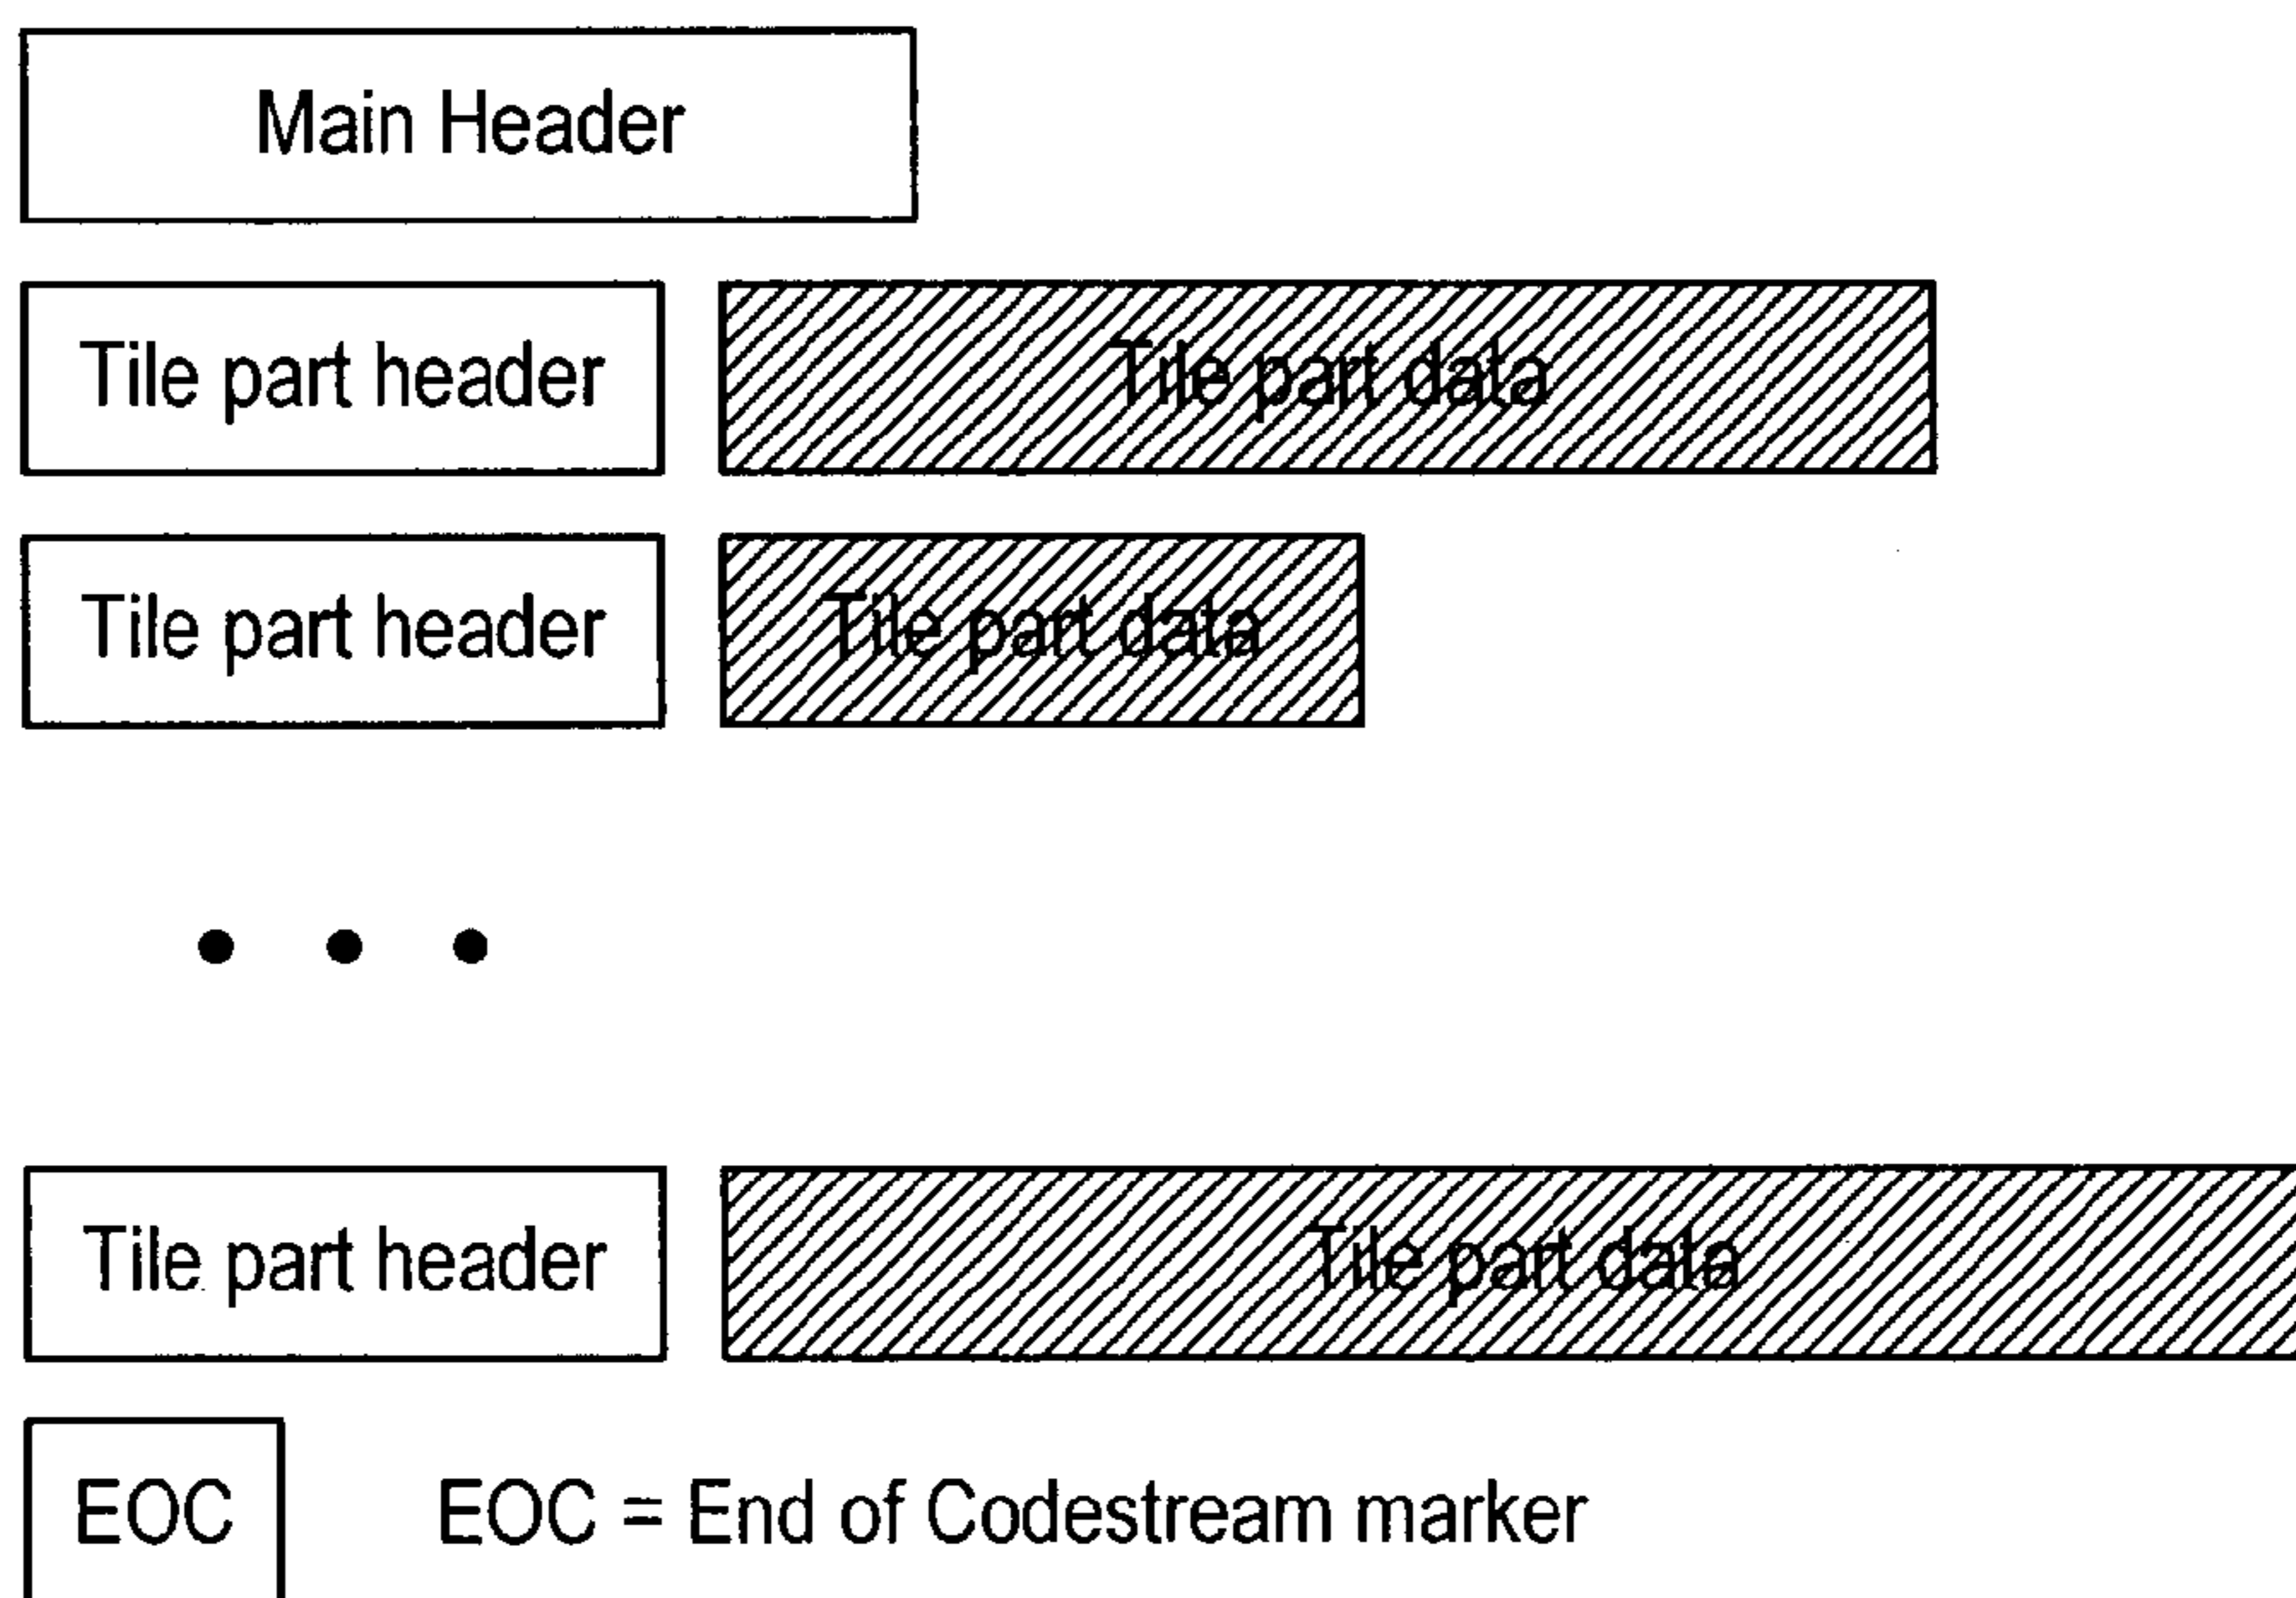 Main Header
Tile part header Tile part data
Tile part header Tile part data
• • •
Tile part header Tile part data
EOC EOC = End of Codestream marker